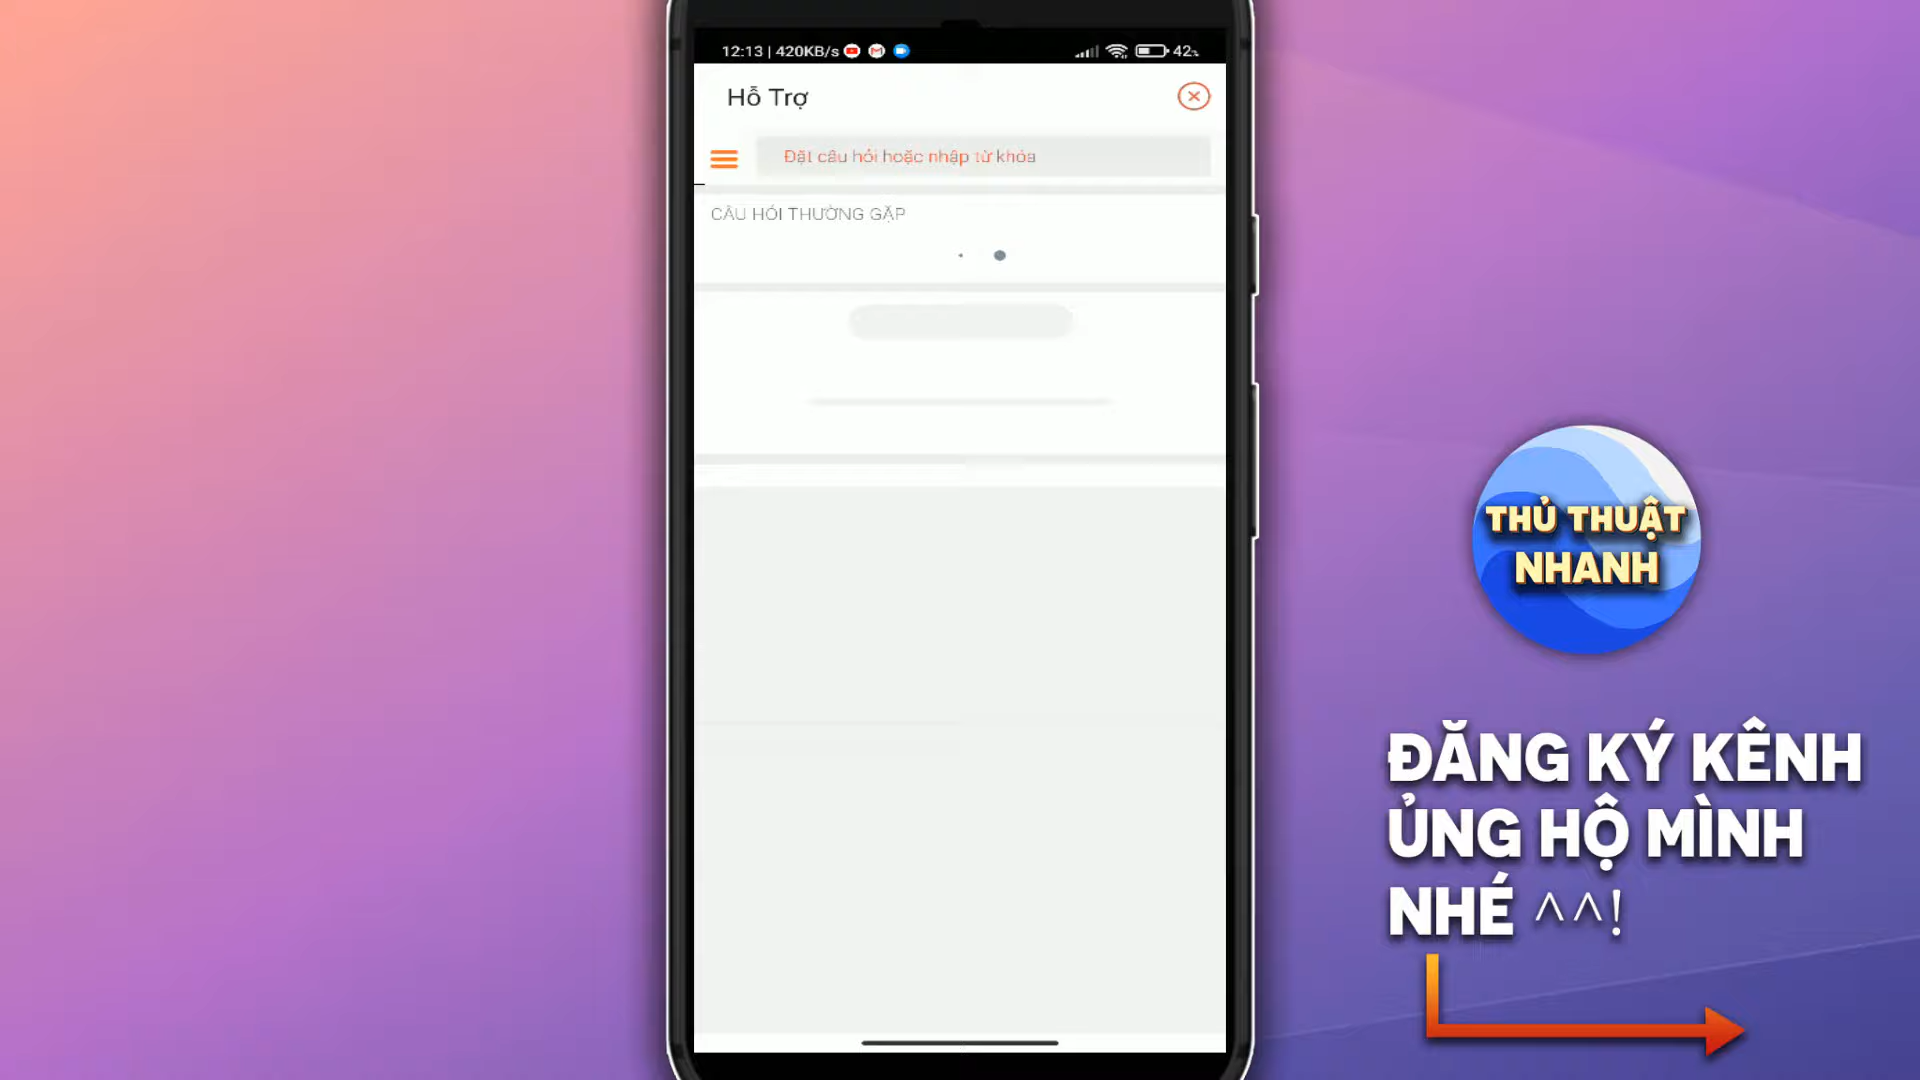 12:13 | 420KB/s
42%
Hỗ Trợ
Đặt câu hỏi hoặc nhập từ khóa
CÂU HỎI THƯỜNG GẶP
THỦ THUẬT
NHANH
ĐĂNG KÝ KÊNH
ỦNG HỘ MÌNH
NHÉ ^^!